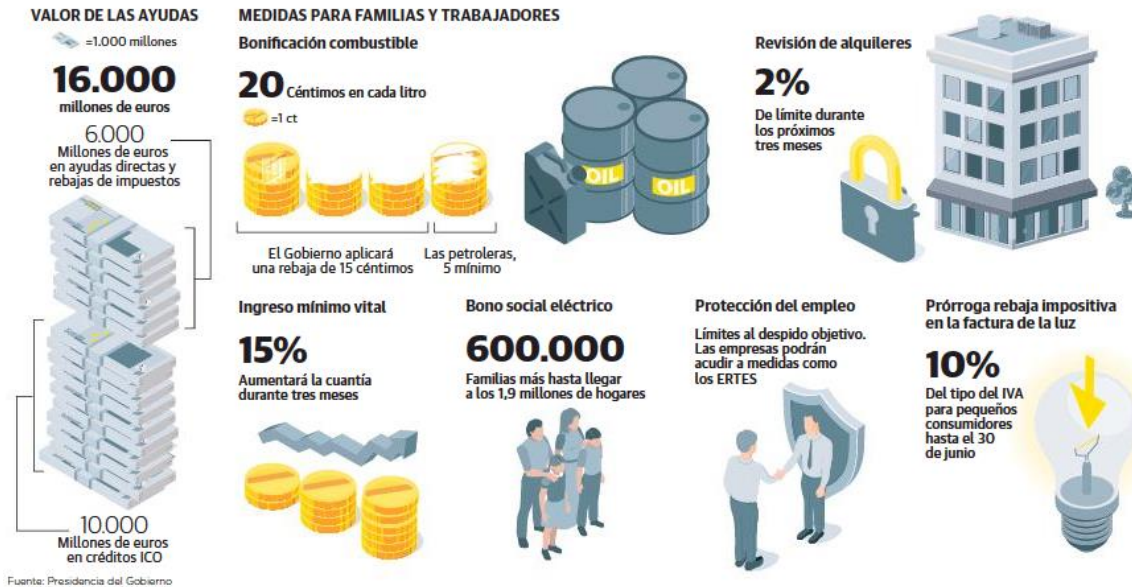 VALOR DE LAS AYUDAS
=1.000 millones
16.000
millones de euros
6.000
Millones de euros
en ayudas directas y
rebajas de impuestos
10.000
Millones de euros
en créditos ICO
MEDIDAS PARA FAMILIAS Y TRABAJADORES
Bonificación combustible
20 Céntimos en cada litro
=1 ct
OIL
OIL
El Gobierno aplicará
una rebaja de 15 céntimos
Las petroleras,
5 mínimo
Revisión de alquileres
2%
De límite durante
los próximos
tres meses
Ingreso mínimo vital
15%
Aumentará la cuantía
durante tres meses
Bono social eléctrico
600.000
Familias más hasta llegar
a los 1,9 millones de hogares
Protección del empleo
Límites al despido objetivo.
Las empresas podrán
acudir a medidas como
los ERTES
Prórroga rebaja impositiva
en la factura de la luz
10%
Del tipo del IVA
para pequeños
consumidores
hasta el 30
de junio
Fuente: Presidencia del Gobierno